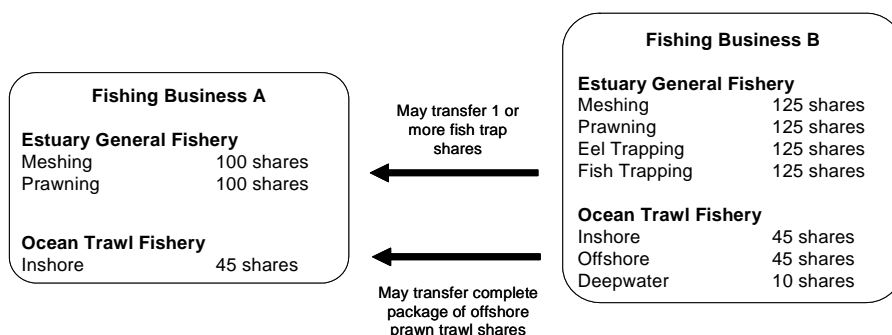 Fishing Business A
Estuary General Fishery
Meshing 100 shares
Prawning 100 shares
Ocean Trawl Fishery
Inshore 45 shares
May transfer 1 or
more fish trap
shares
May transfer complete
package of offshore
prawn trawl shares
Fishing Business B
Estuary General Fishery
Meshing 125 shares
Prawning 125 shares
Eel Trapping 125 shares
Fish Trapping 125 shares
Ocean Trawl Fishery
Inshore 45 shares
Offshore 45 shares
Deepwater 10 shares